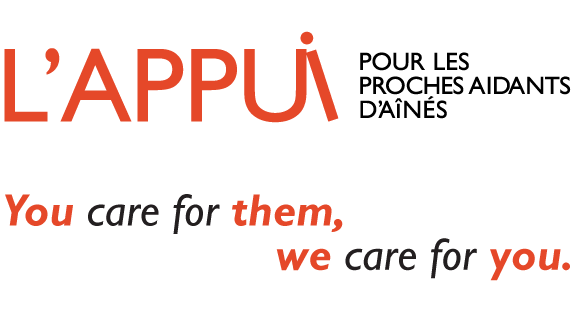 L'APPUI
POUR LES
PROCHES AIDANTS
D'AÎNÉS
You care for them,
we care for you.